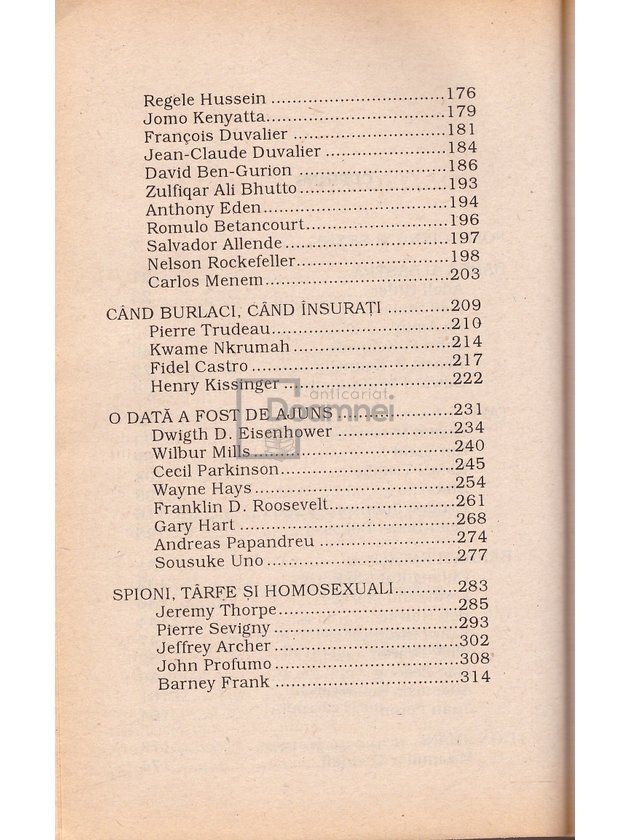 Regele Hussein ................................176
Jomo Kenyatta.................................179
François Duvalier .............................181
Jean-Claude Duvalier .......................184
David Ben-Gurion ............................186
Zulfiqar Ali Bhutto............................193
Anthony Eden..................................194
Romulo Betancourt..........................196
Salvador Allende..............................197
Nelson Rockefeller............................198
Carlos Menem..................................203
CÂND BURLACI, CÂND ÎNSURAȚI ............209
Pierre Trudeau.................................210
Kwame Nkrumah .............................214
Fidel Castro .....................................217
Henry Kissinger................................222
anticariat
Doamnei
O DATĂ A FOST DE AJUNS ......................231
Dwigth D. Eisenhower ......................234
Wilbur Mills......................................240
Cecil Parkinson................................245
Wayne Hays.....................................254
Franklin D. Roosevelt.......................261
Gary Hart ........................................268
Andreas Papandreu .........................274
Sousuke Uno...................................277
SPIONI, TÂRFE ȘI HOMOSEXUALI............283
Jeremy Thorpe.................................285
Pierre Sevigny ..................................293
Jeffrey Archer ..................................302
John Profumo ..................................308
Barney Frank ..................................314